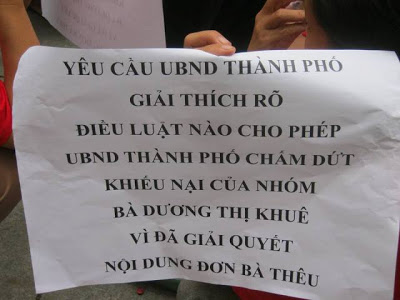 YÊU CẦU UBND THÀNH PHỐ
GIẢI THÍCH RÕ
ĐIỀU LUẬT NÀO CHO PHÉP
UBND THÀNH PHỐ CHẤM DỨT
KHIẾU NẠI CỦA NHÓM
BÀ DƯƠNG THỊ KHUÊ
VÌ ĐÃ GIẢI QUYẾT
NỘI DUNG ĐƠN BÀ THÊU